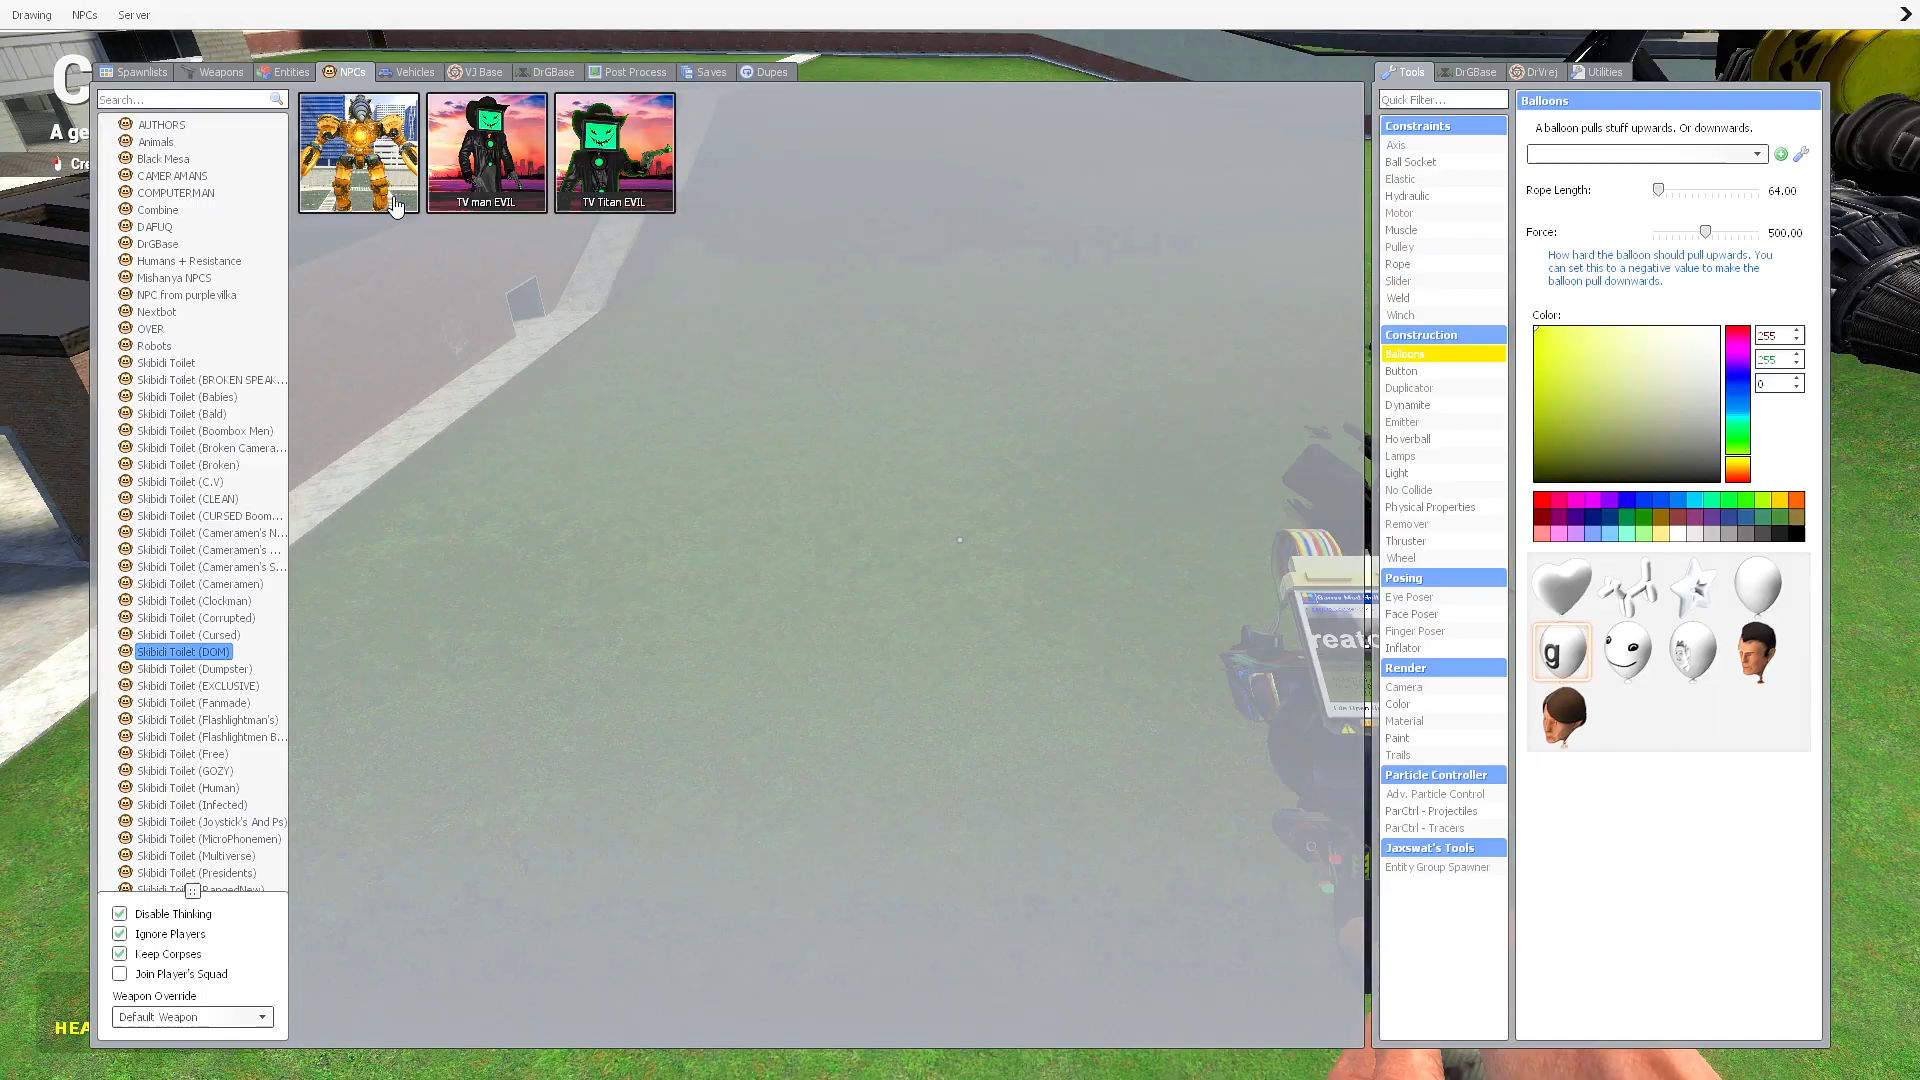 Drawing NPCs Server
C
A ge
Cre
Spawnlists Weapons Entities NPCs Vehicles VJ Base DrGBase Post Process Saves Dupes
Search...
AUTHORS
Animals
Black Mesa
CAMERAMANS
COMPUTERMAN
Combine
DAFUQ
DrGBase
Humans + Resistance
Mishanya NPCS
NPC from purplevilka
Nextbot
OVER
Robots
Skibidi Toilet
Skibidi Toilet (BROKEN SPEAK...
Skibidi Toilet (Babies)
Skibidi Toilet (Bald)
Skibidi Toilet (Boombox Men)
Skibidi Toilet (Broken Camera...
Skibidi Toilet (Broken)
Skibidi Toilet (C.V)
Skibidi Toilet (CLEAN)
Skibidi Toilet (CURSED Boom...
Skibidi Toilet (Cameramen's N...
Skibidi Toilet (Cameramen's ...
Skibidi Toilet (Cameramen's S...
Skibidi Toilet (Cameramen)
Skibidi Toilet (Clockman)
Skibidi Toilet (Corrupted)
Skibidi Toilet (Cursed)
Skibidi Toilet (DOM)
Skibidi Toilet (Dumpster)
Skibidi Toilet (EXCLUSIVE)
Skibidi Toilet (Fanmade)
Skibidi Toilet (Flashlightman's)
Skibidi Toilet (Flashlightmen B...
Skibidi Toilet (Free)
Skibidi Toilet (GOZY)
Skibidi Toilet (Human)
Skibidi Toilet (Infected)
Skibidi Toilet (Joystick's And Ps)
Skibidi Toilet (MicroPhonemen)
Skibidi Toilet (Multiverse)
Skibidi Toilet (Presidents)
Disable Thinking
Ignore Players
Keep Corpses
Join Player's Squad
Weapon Override
Default Weapon
HEA
TV man EVIL
TV Titan EVIL
reato
Tools DrGBase DrVrej Utilities
Quick Filter...
Constraints
Axis
Ball Socket
Elastic
Hydraulic
Motor
Muscle
Pulley
Rope
Slider
Weld
Winch
Construction
Balloons
Button
Duplicator
Dynamite
Emitter
Hoverball
Lamps
Light
No Collide
Physical Properties
Remover
Thruster
Wheel
Posing
Eye Poser
Face Poser
Finger Poser
Inflator
Render
Camera
Color
Material
Paint
Trails
Particle Controller
Adv. Particle Control
ParCtrl - Projectiles
ParCtrl - Tracers
Jaxswat's Tools
Entity Group Spawner
Balloons
A balloon pulls stuff upwards. Or downwards.
Rope Length: 64.00
Force: 500.00
How hard the balloon should pull upwards. You
can set this to a negative value to make the
balloon pull downwards.
Color:
255
255
0
g